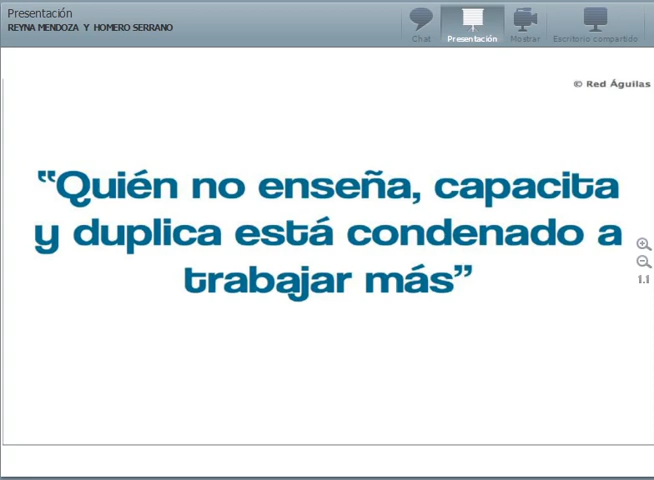 Presentación
REYNA MENDOZA Y HOMERO SERRANO
Chat
Presentación
Mostrar
Escritorio compartido
© Red Águilas
“Quién no enseña, capacita
y duplica está condenado a
trabajar más”
1.1